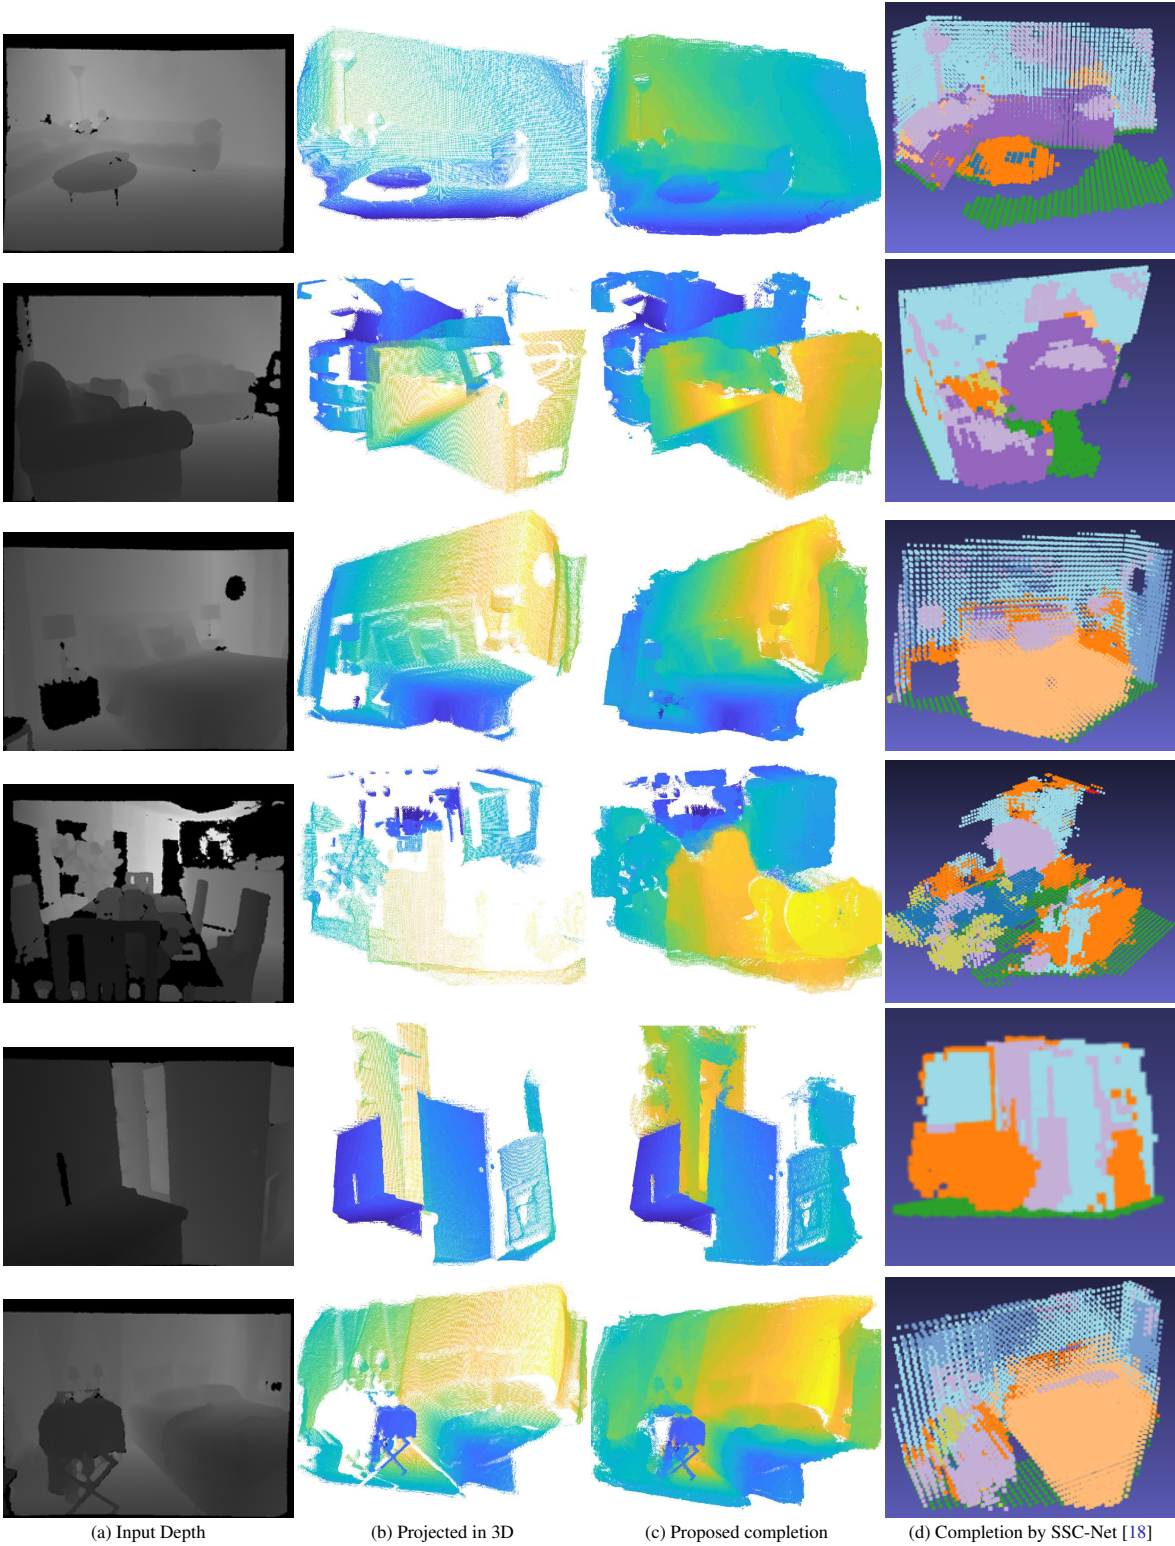 (a) Input Depth
(b) Projected in 3D
(c) Proposed completion
(d) Completion by SSC-Net [18]